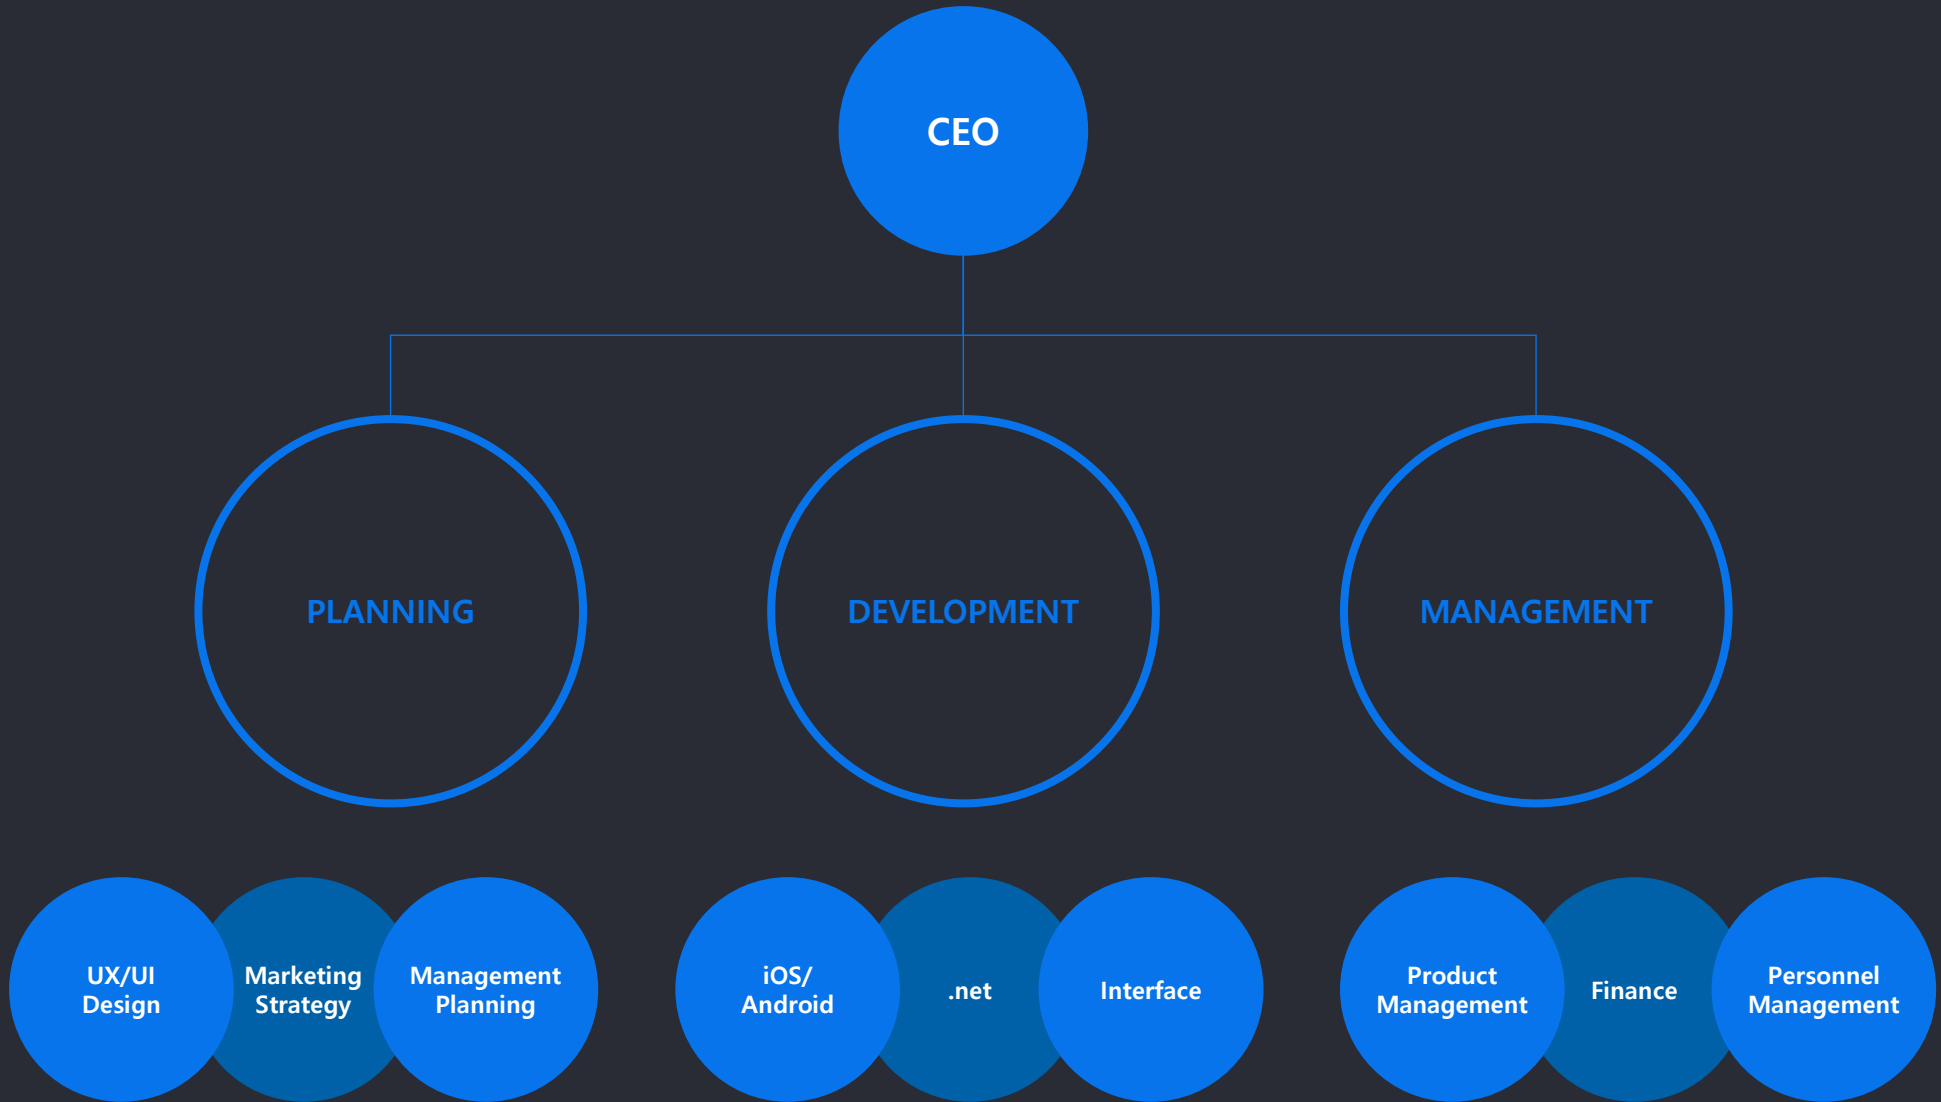 CEO
PLANNING
DEVELOPMENT
MANAGEMENT
UX/UI
Design
Marketing
Strategy
Management
Planning
iOS/
Android
.net
Interface
Product
Management
Finance
Personnel
Management